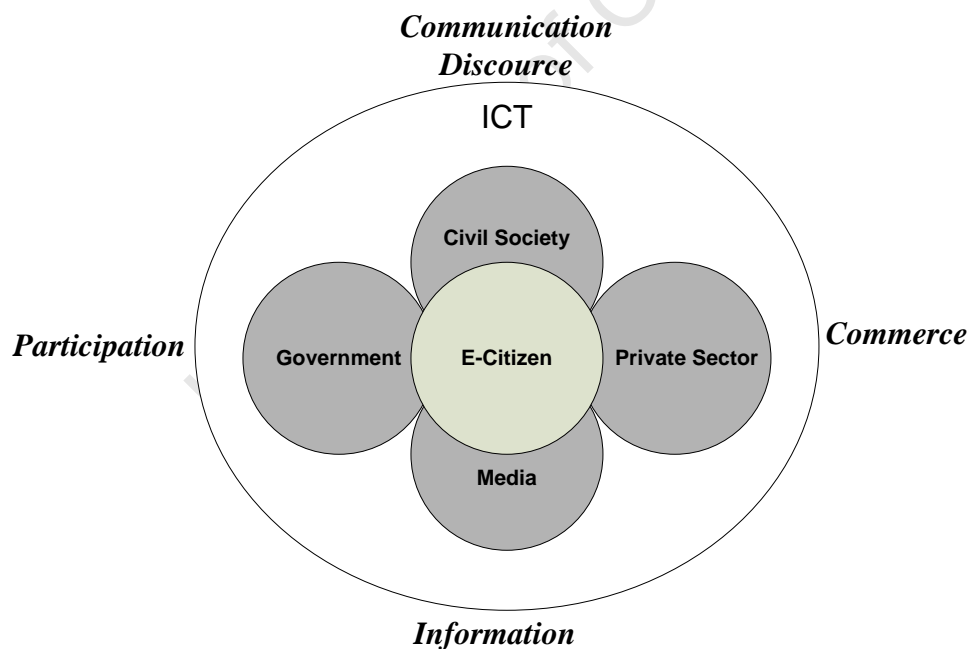 Communication
Discource
ICT
Civil Society
Participation
Government
E-Citizen
Private Sector
Commerce
Media
Information